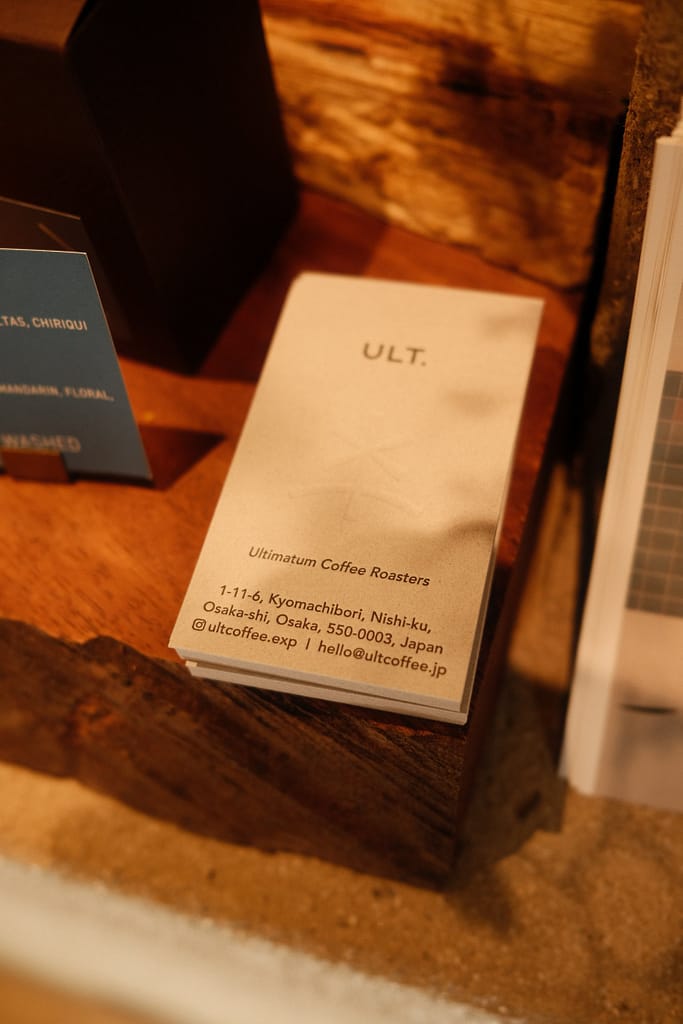 LTAS, CHIRIQUI
MANDARIN, FLORAL,
WASHED
ULT.
Ultimatum Coffee Roasters
1-11-6, Kyomachibori, Nishi-ku,
Osaka-shi, Osaka, 550-0003, Japan
ultcoffee.exp | hello@ultcoffee.jp